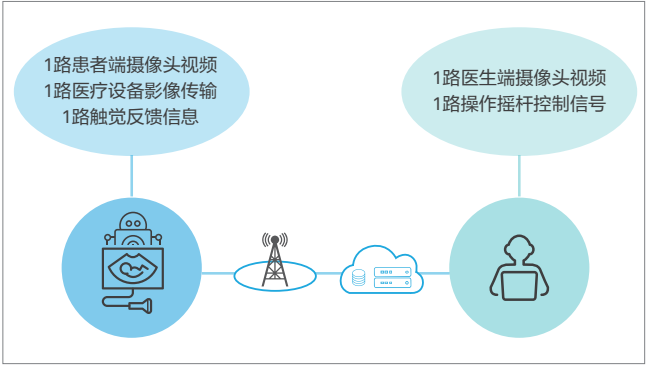 1路患者端摄像头视频
1路医疗设备影像传输
1路触觉反馈信息
1路医生端摄像头视频
1路操作摇杆控制信号